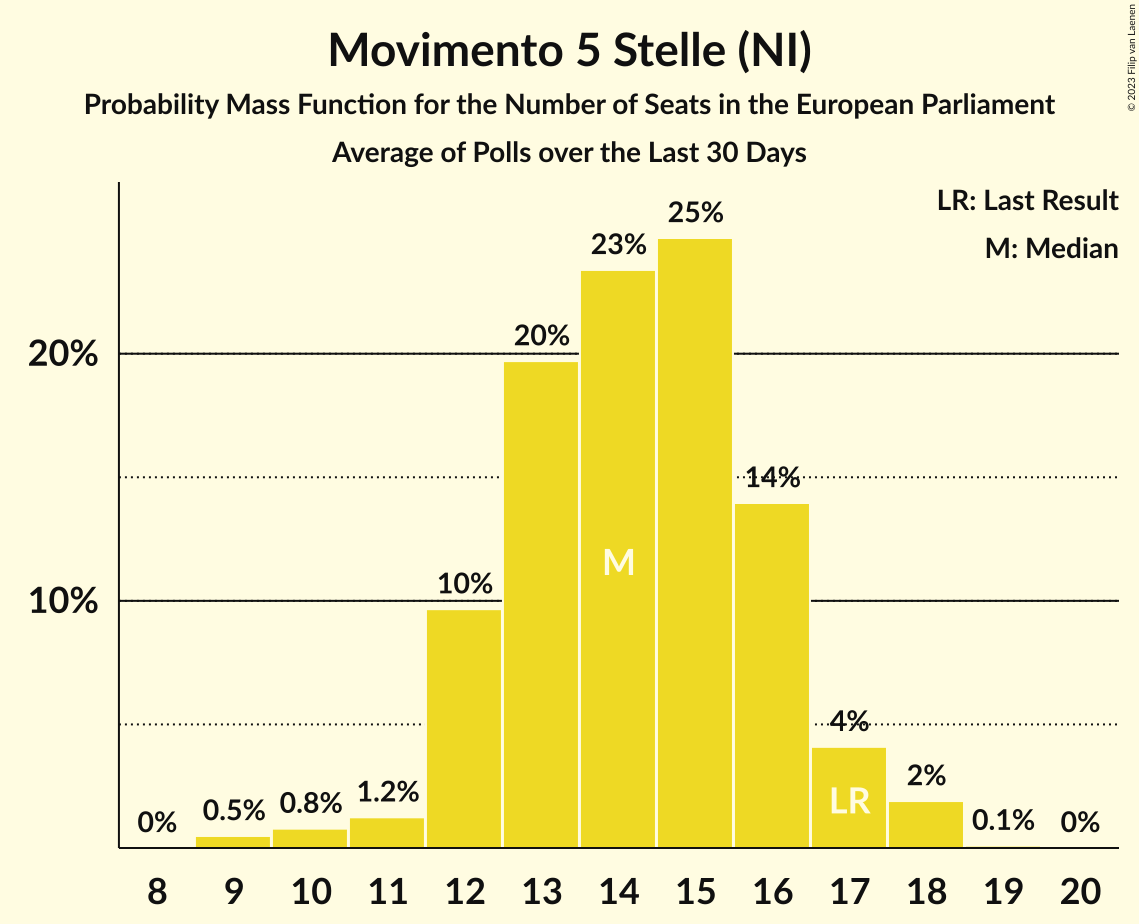 Movimento 5 Stelle (NI)
Probability Mass Function for the Number of Seats in the European Parliament
Average of Polls over the Last 30 Days
© 2023 Filip van Laenen
LR: Last Result
M: Median
25%
23%
20%
20%
14%
M
10%
10%
4%
LR
2%
1.2%
0.8%
0.5%
0%
0.1%
0%
8 9 10 11 12 13 14 15 16 17 18 19 20